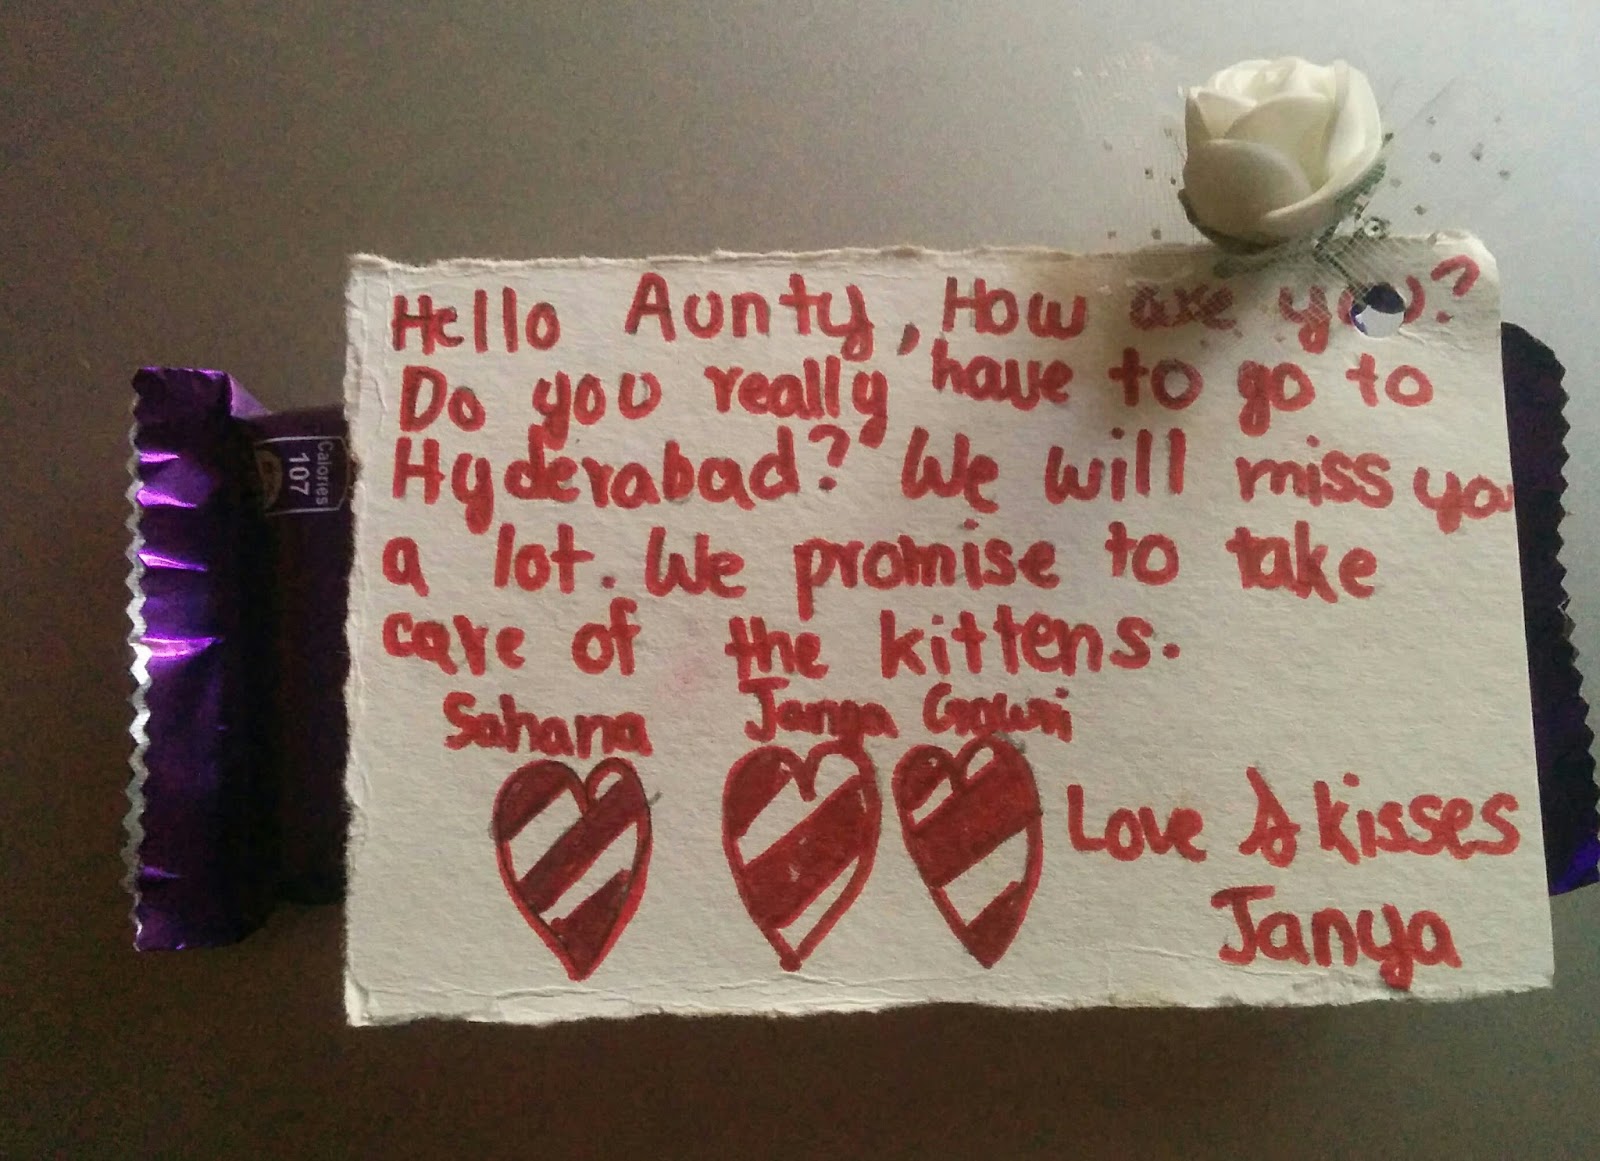 Hello Aunty, How are you?
Do you really have to go to
Hyderabad? We will miss you
a lot. We promise to take
care of the kittens.
Sahana Janya Gowri
Love & kisses
Janya
Calories
107